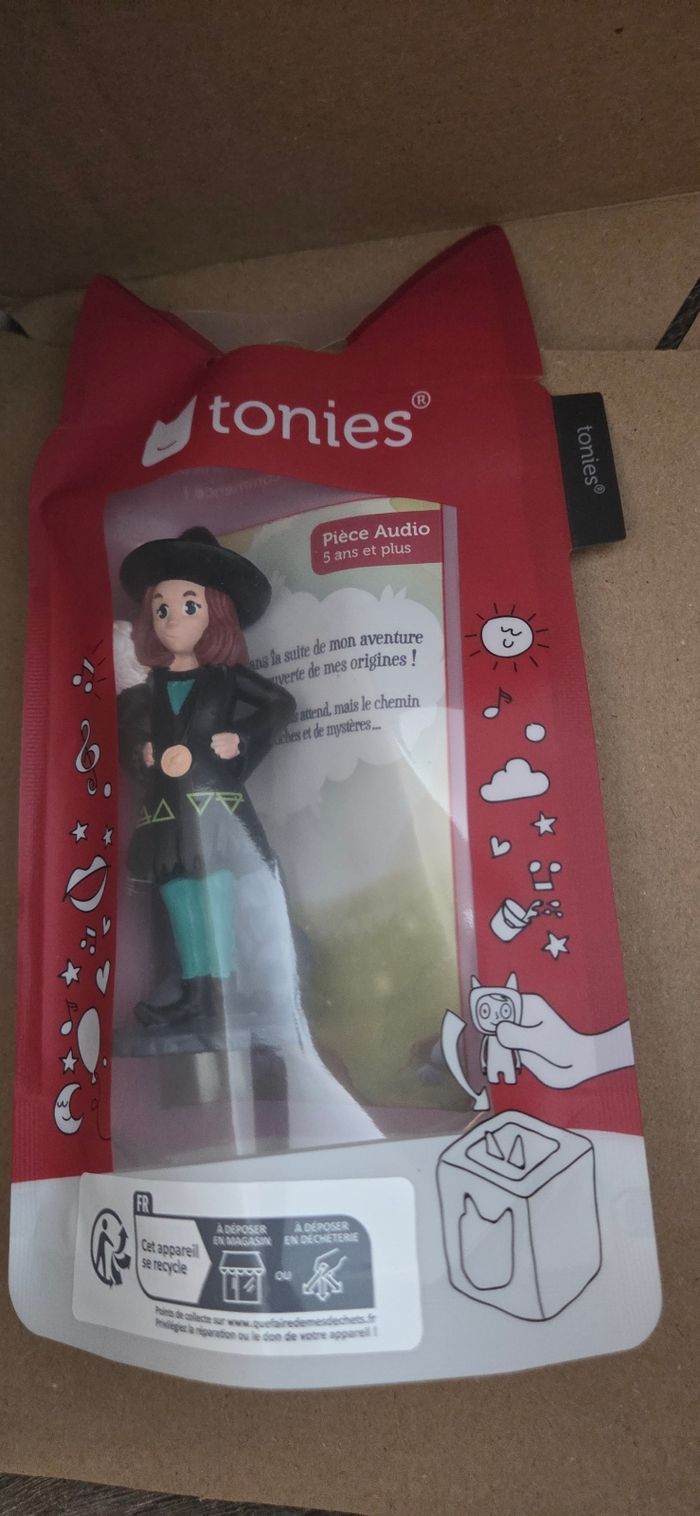 tonies®
tonies®
Pièce Audio
5 ans et plus
la suite de mon aventure
de mes origines !
attend, mais le chemin
et de mystères...
FR
Cet appareil
se recycle
À DÉPOSER
EN MAGASIN
OU
À DÉPOSER
EN DÉCHÈTERIE
Points de collecte sur www.quefairedemesdechets.fr
Privilégiez la réparation ou le don de votre appareil !